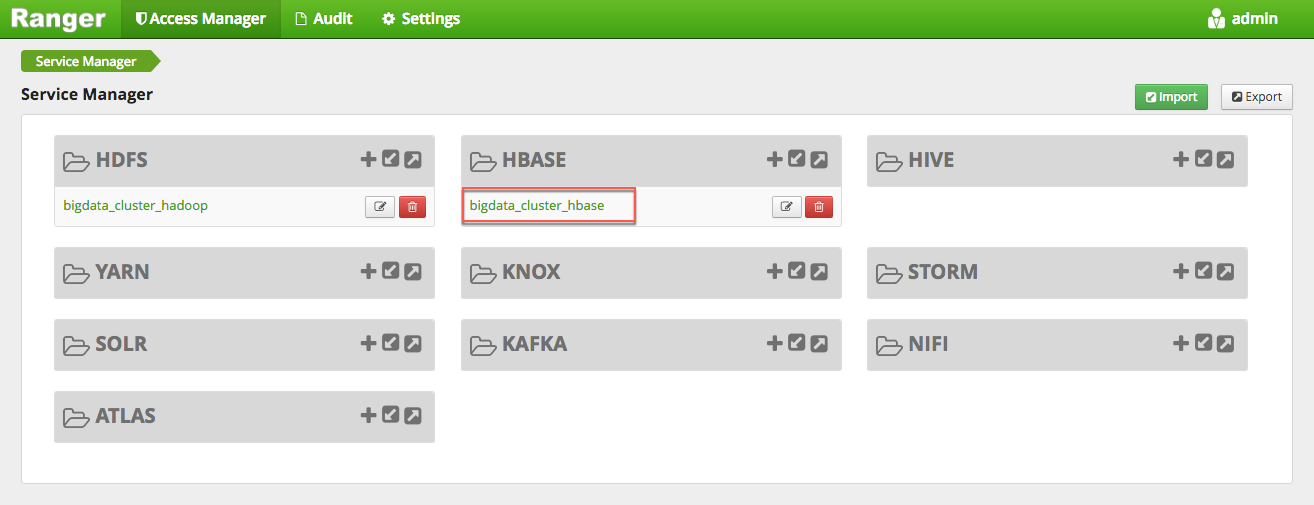 Ranger Access Manager Audit Settings admin
Service Manager
Service Manager Import Export
HDFS HBASE HIVE
bigdata_cluster_hadoop bigdata_cluster_hbase
YARN KNOX STORM
SOLR KAFKA NIFI
ATLAS